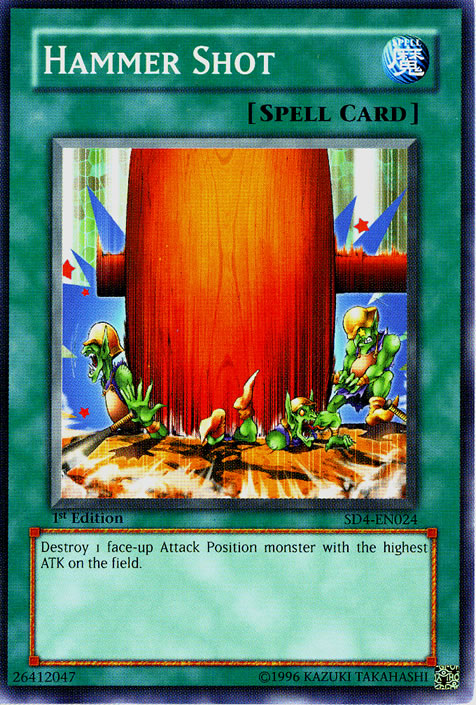 HAMMER SHOT
SPELL
魔
[SPELL CARD]
1st Edition
SD4-EN024
Destroy 1 face-up Attack Position monster with the highest
ATK on the field.
26412047
©1996 KAZUKI TAKAHASHI